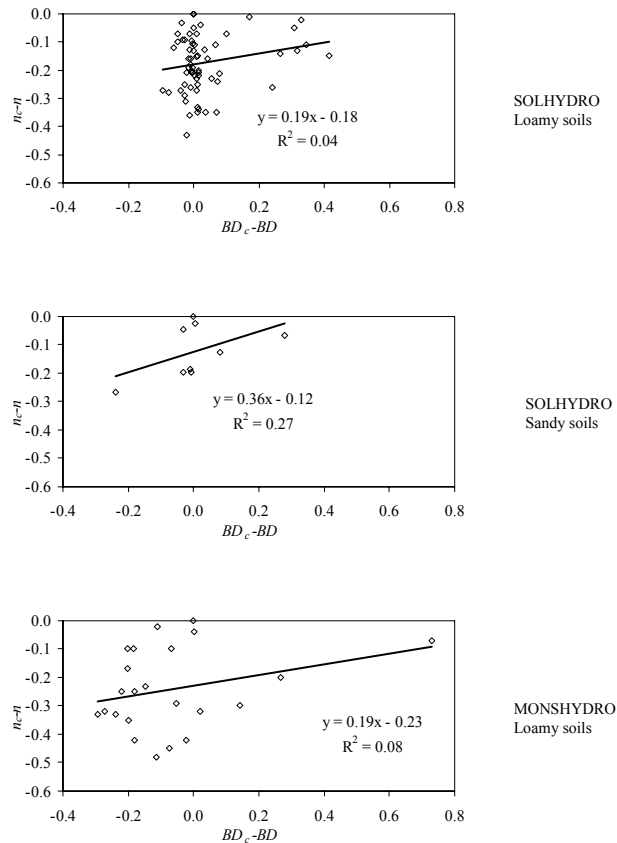 0.0
-0.1
-0.2
-0.3
-0.4
-0.5
-0.6
n_c-n
y = 0.19x - 0.18
R² = 0.04
-0.4 -0.2 0.0 0.2 0.4 0.6 0.8
BD_c-BD
SOLHYDRO
Loamy soils
0.0
-0.1
-0.2
-0.3
-0.4
-0.5
-0.6
n_c-n
y = 0.36x - 0.12
R² = 0.27
-0.4 -0.2 0.0 0.2 0.4 0.6 0.8
BD_c-BD
SOLHYDRO
Sandy soils
0.0
-0.1
-0.2
-0.3
-0.4
-0.5
-0.6
n_c-n
y = 0.19x - 0.23
R² = 0.08
-0.4 -0.2 0.0 0.2 0.4 0.6 0.8
BD_c-BD
MONSHYDRO
Loamy soils